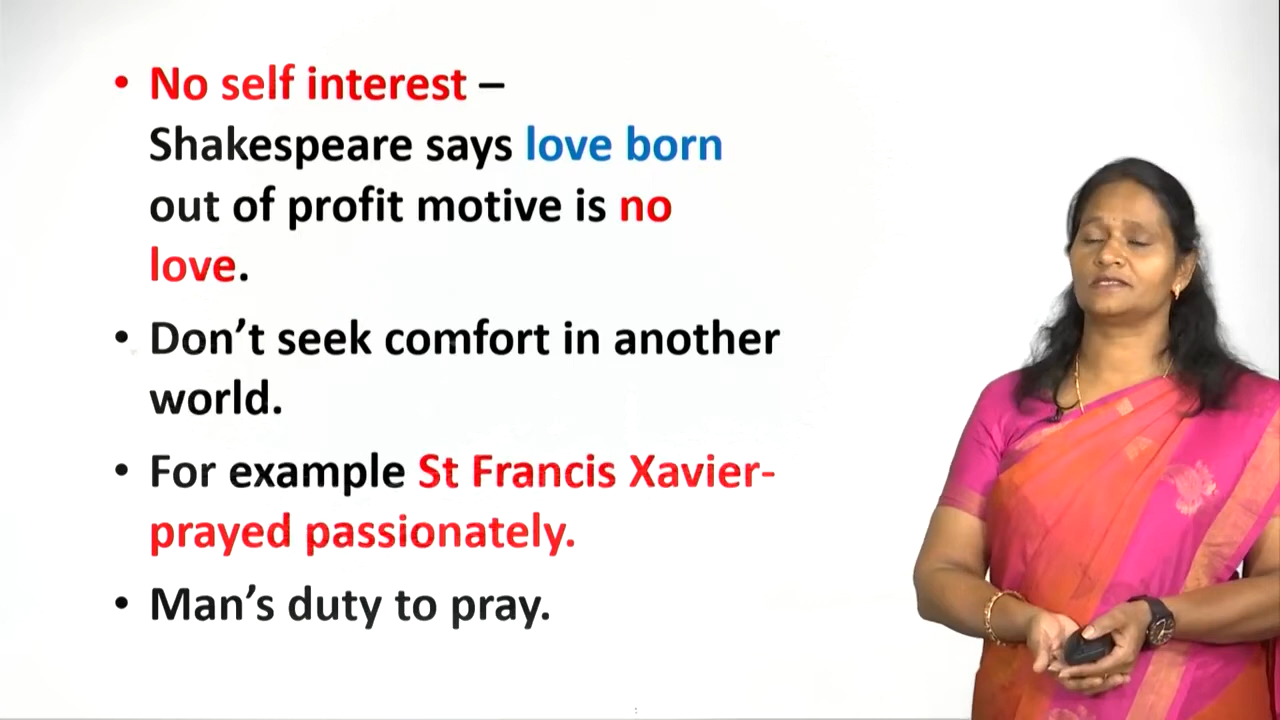 • No self interest –
Shakespeare says love born
out of profit motive is no
love.
• Don’t seek comfort in another
world.
• For example St Francis Xavier-
prayed passionately.
• Man’s duty to pray.